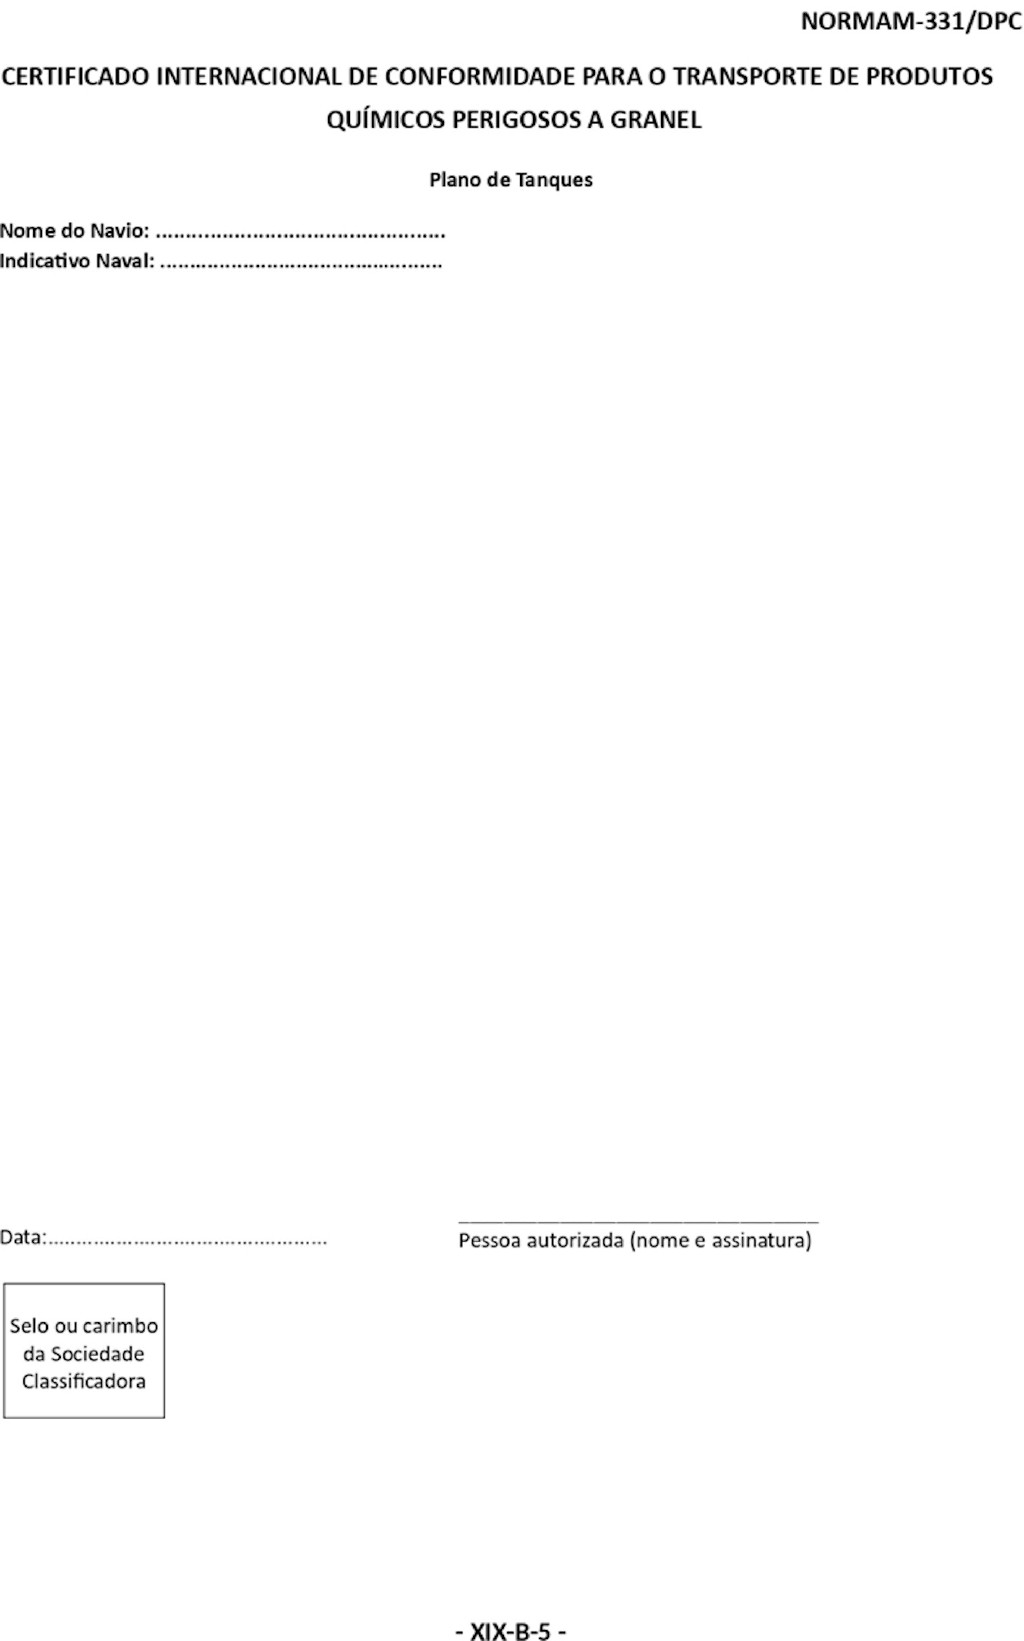 NORMAM-331/DPC
CERTIFICADO INTERNACIONAL DE CONFORMIDADE PARA O TRANSPORTE DE PRODUTOS
QUÍMICOS PERIGOSOS A GRANEL
Plano de Tanques
Nome do Navio: ................................................
Indicativo Naval: ...............................................
Data:..................................................
________________________________
Pessoa autorizada (nome e assinatura)
Selo ou carimbo
da Sociedade
Classificadora
- XIX-B-5 -